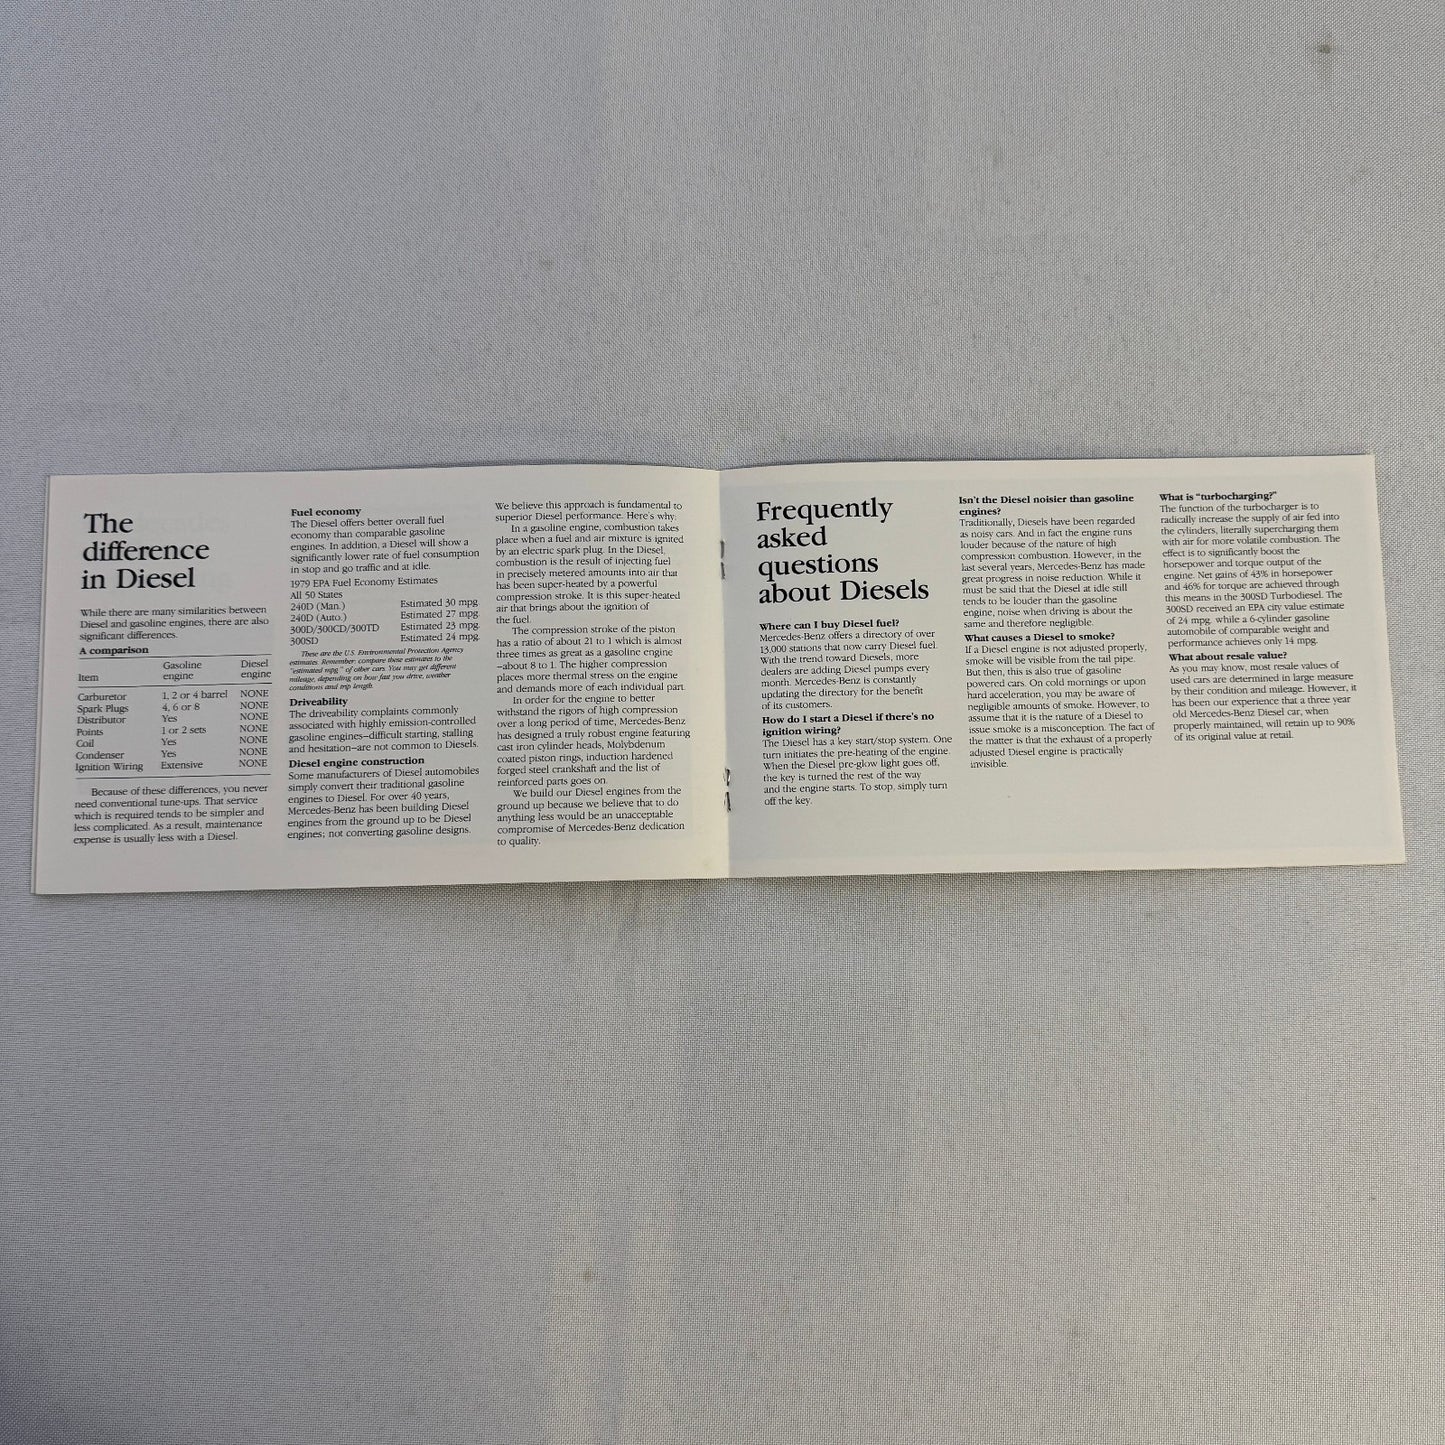 The
difference
in Diesel
While there are many similarities between
Diesel and gasoline engines, there are also
significant differences.
A comparison
Item Gasoline engine Diesel engine
Carburetor 1, 2 or 4 barrel NONE
Spark Plugs 4, 6 or 8 NONE
Distributor Yes NONE
Points 1 or 2 sets NONE
Coil Yes NONE
Condenser Yes NONE
Ignition Wiring Extensive NONE
Because of these differences, you never
need conventional tune-ups. That service
which is required tends to be simpler and
less complicated. As a result, maintenance
expense is usually less with a Diesel.
Fuel economy
The Diesel offers better overall fuel
economy than comparable gasoline
engines. In addition, a Diesel will show a
significantly lower rate of fuel consumption
in stop and go traffic and at idle.
1979 EPA Fuel Economy Estimates
All 50 States
240D (Man.) Estimated 30 mpg.
240D (Auto.) Estimated 27 mpg.
300D/300CD/300TD Estimated 23 mpg.
300SD Estimated 24 mpg.
These are the U.S. Environmental Protection Agency
estimates. Remember: compare these estimates to the
"estimated mpg." of other cars. You may get different
mileage, depending on how fast you drive, weather
conditions and trip length.
Driveability
The driveability complaints commonly
associated with highly emission-controlled
gasoline engines–difficult starting, stalling
and hesitation–are not common to Diesels.
Diesel engine construction
Some manufacturers of Diesel automobiles
simply convert their traditional gasoline
engines to Diesel. For over 40 years,
Mercedes-Benz has been building Diesel
engines from the ground up to be Diesel
engines; not converting gasoline designs.
We believe this approach is fundamental to
superior Diesel performance. Here's why:
In a gasoline engine, combustion takes
place when a fuel and air mixture is ignited
by an electric spark plug. In the Diesel,
combustion is the result of injecting fuel
in precisely metered amounts into air that
has been super-heated by a powerful
compression stroke. It is this super-heated
air that brings about the ignition of
the fuel.
The compression stroke of the piston
has a ratio of about 21 to 1 which is almost
three times as great as a gasoline engine
–about 8 to 1. The higher compression
places more thermal stress on the engine
and demands more of each individual part.
In order for the engine to better
withstand the rigors of high compression
over a long period of time, Mercedes-Benz
has designed a truly robust engine featuring
cast iron cylinder heads, Molybdenum
coated piston rings, induction hardened
forged steel crankshaft and the list of
reinforced parts goes on.
We build our Diesel engines from the
ground up because we believe that to do
anything less would be an unacceptable
compromise of Mercedes-Benz dedication
to quality.
Frequently
asked
questions
about Diesels
Where can I buy Diesel fuel?
Mercedes-Benz offers a directory of over
13,000 stations that now carry Diesel fuel.
With the trend toward Diesels, more
dealers are adding Diesel pumps every
month. Mercedes-Benz is constantly
updating the directory for the benefit
of its customers.
How do I start a Diesel if there's no
ignition wiring?
The Diesel has a key start/stop system. One
turn initiates the pre-heating of the engine.
When the Diesel pre-glow light goes off,
the key is turned the rest of the way
and the engine starts. To stop, simply turn
off the key.
Isn't the Diesel noisier than gasoline
engines?
Traditionally, Diesels have been regarded
as noisy cars. And in fact the engine runs
louder because of the nature of high
compression combustion. However, in the
last several years, Mercedes-Benz has made
great progress in noise reduction. While it
must be said that the Diesel at idle still
tends to be louder than the gasoline
engine, noise when driving is about the
same and therefore negligible.
What causes a Diesel to smoke?
If a Diesel engine is not adjusted properly,
smoke will be visible from the tail pipe.
But then, this is also true of gasoline
powered cars. On cold mornings or upon
hard acceleration, you may be aware of
negligible amounts of smoke. However, to
assume that it is the nature of a Diesel to
issue smoke is a misconception. The fact of
the matter is that the exhaust of a properly
adjusted Diesel engine is practically
invisible.
What is "turbocharging?"
The function of the turbocharger is to
radically increase the supply of air fed into
the cylinders, literally supercharging them
with air for more volatile combustion. The
effect is to significantly boost the
horsepower and torque output of the
engine. Net gains of 43% in horsepower
and 46% for torque are achieved through
this means in the 300SD Turbodiesel. The
300SD received an EPA city value estimate
of 24 mpg. while a 6-cylinder gasoline
automobile of comparable weight and
performance achieves only 14 mpg.
What about resale value?
As you may know, most resale values of
used cars are determined in large measure
by their condition and mileage. However, it
has been our experience that a three year
old Mercedes-Benz Diesel car, when
properly maintained, will retain up to 90%
of its original value at retail.